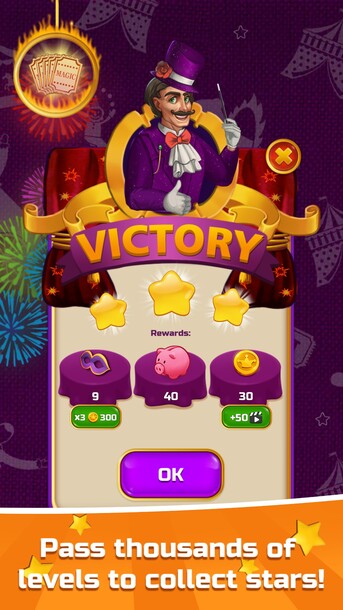 MAGIC
VICTORY
Rewards:
9 40 30
x3 300 +50
OK
Pass thousands of
levels to collect stars!